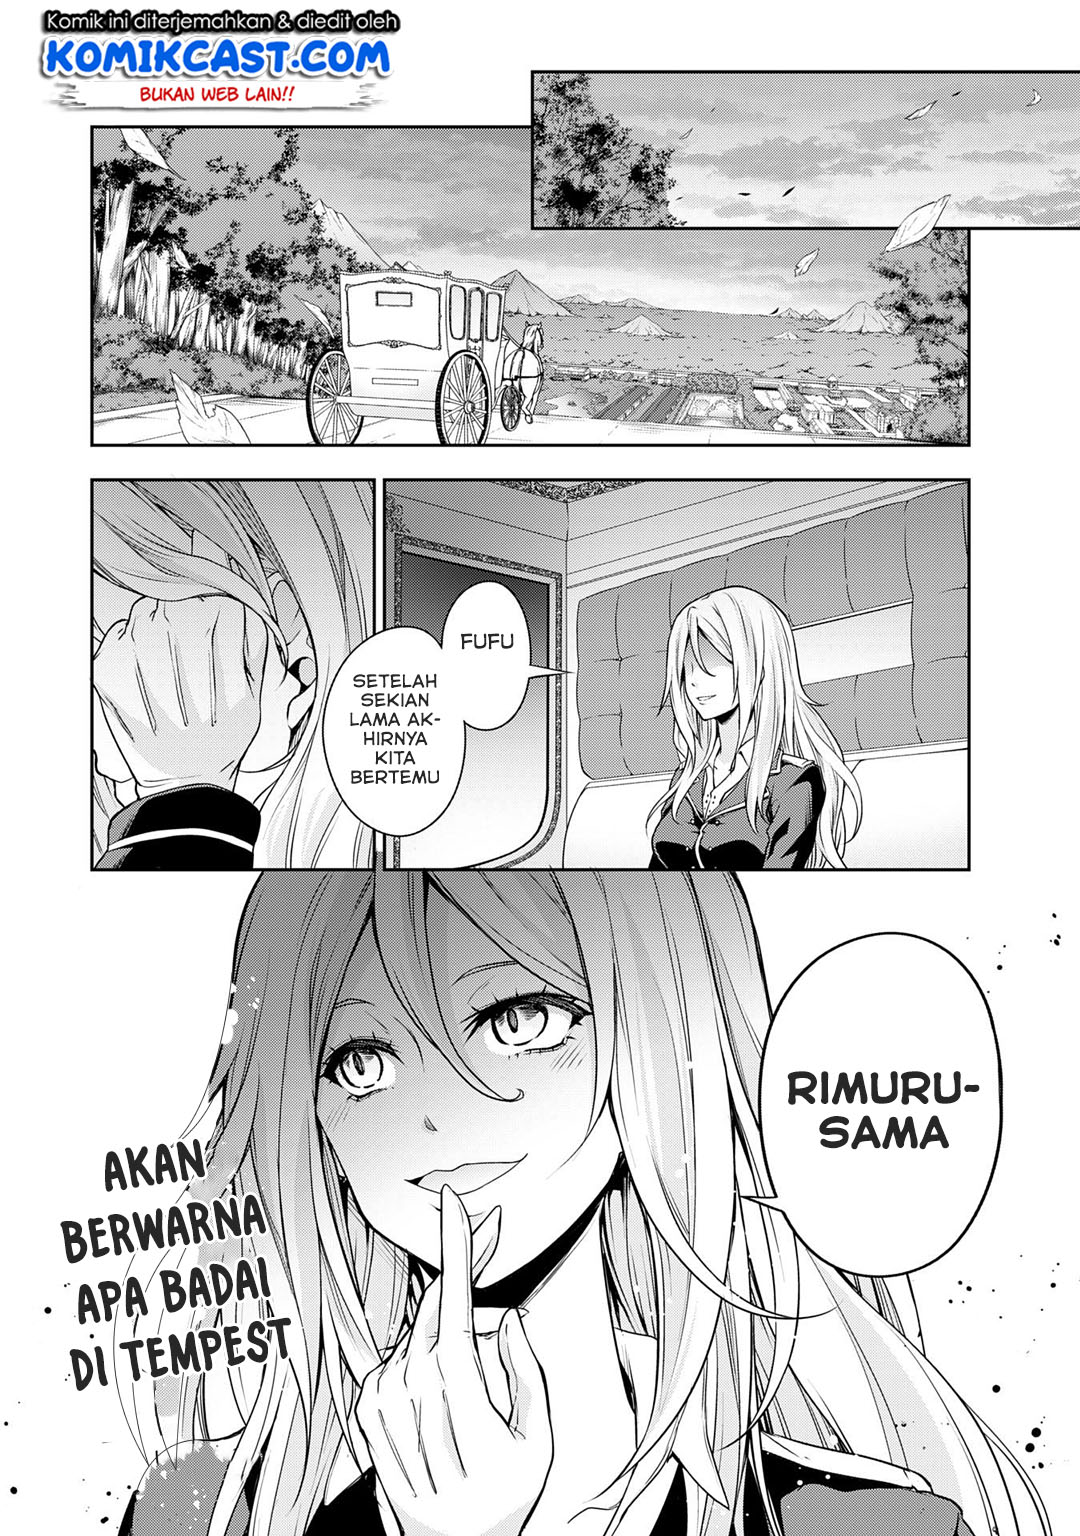 Komik ini diterjemahkan & diedit oleh
KOMIKCAST.COM
BUKAN WEB LAIN!!
FUFU
SETELAH
SEKIAN
LAMA AK-
HIRNYA
KITA
BERTEMU
RIMURU-
SAMA
AKAN
BERWARNA
APA BADAI
DI TEMPEST